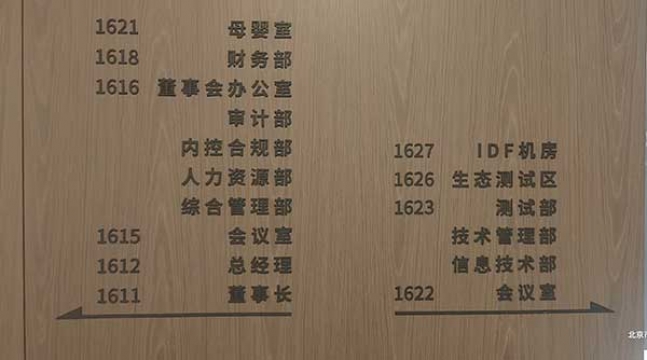 1621 母婴室
1618 财务部
1616 董事会办公室
审计部
内控合规部
人力资源部
综合管理部
1615 会议室
1612 总经理
1611 董事长
1627 IDF机房
1626 生态测试区
1623 测试部
技术管理部
信息技术部
1622 会议室
北京